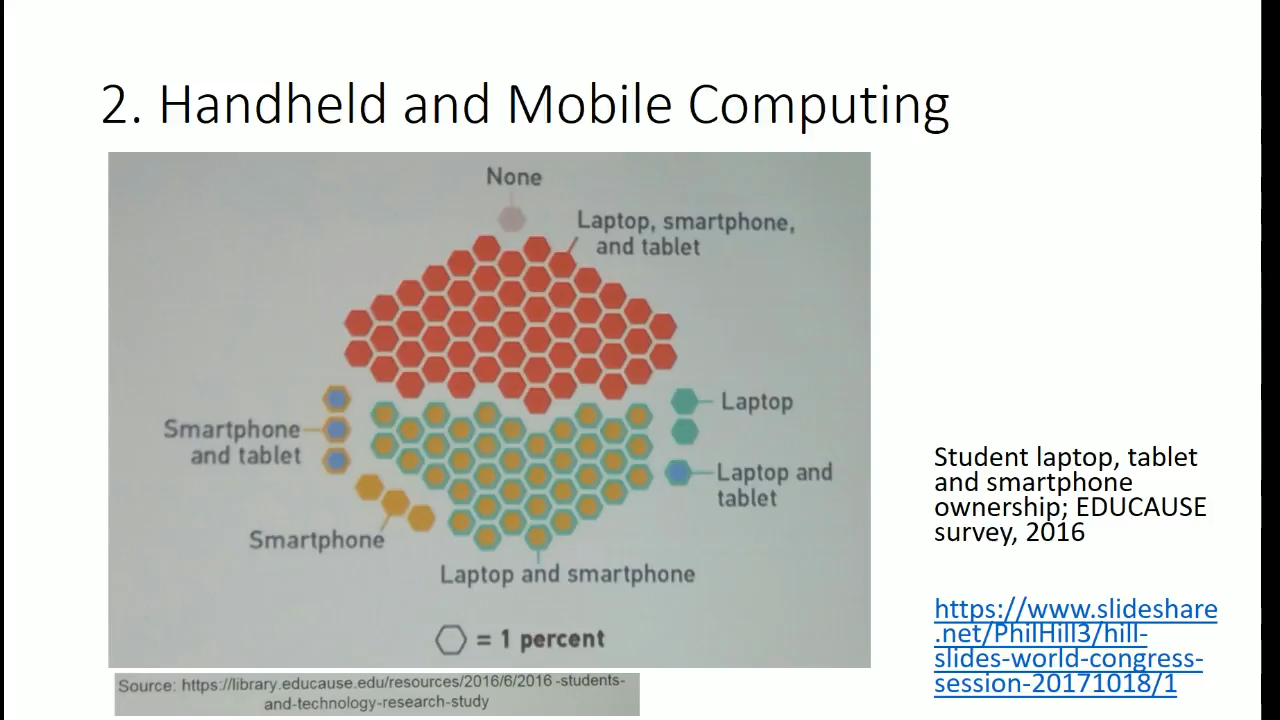 2. Handheld and Mobile Computing
None
Laptop, smartphone,
and tablet
Laptop
Smartphone
and tablet
Laptop and
tablet
Smartphone
Laptop and smartphone
= 1 percent
Source: https://library.educause.edu/resources/2016/6/2016 -students-
and-technology-research-study
Student laptop, tablet
and smartphone
ownership; EDUCAUSE
survey, 2016
https://www.slideshare
.net/PhilHill3/hill-
slides-world-congress-
session-20171018/1